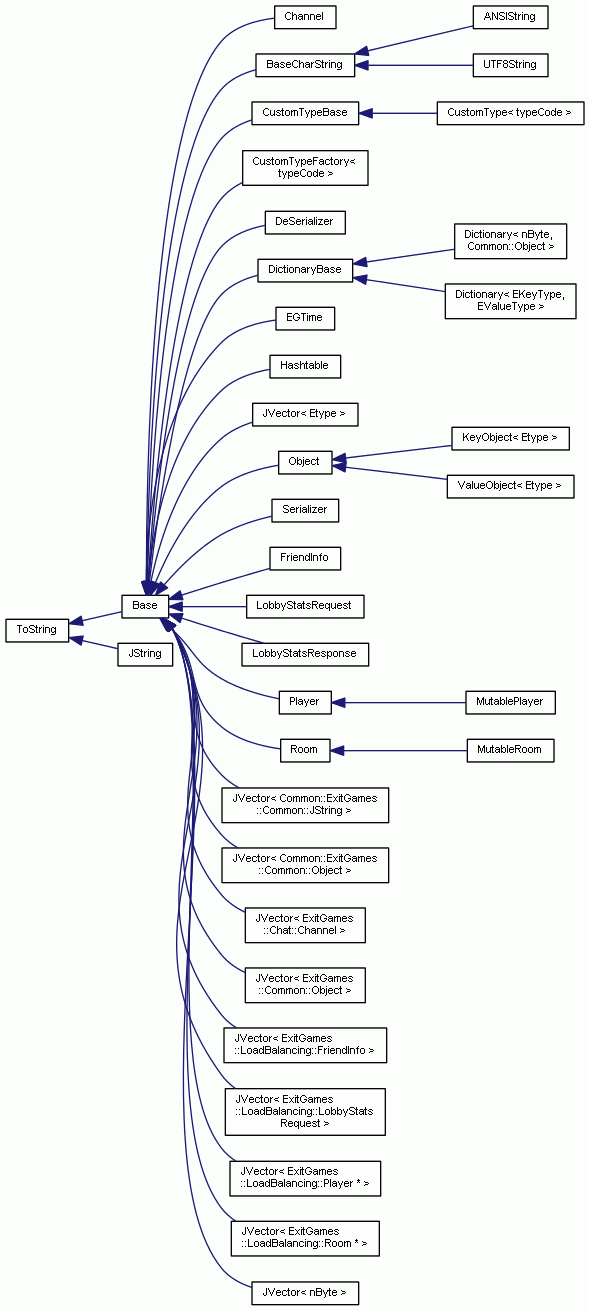 Channel
ANSIString
BaseCharString
UTF8String
CustomTypeBase
CustomType< typeCode >
CustomTypeFactory<
typeCode >
DeSerializer
Dictionary< nByte,
Common::Object >
DictionaryBase
Dictionary< EKeyType,
EValueType >
EGTime
Hashtable
JVector< Etype >
KeyObject< Etype >
Object
ValueObject< Etype >
Serializer
FriendInfo
Base
LobbyStatsRequest
ToString
JString
LobbyStatsResponse
Player
MutablePlayer
Room
MutableRoom
JVector< Common::ExitGames
::Common::JString >
JVector< Common::ExitGames
::Common::Object >
JVector< ExitGames
::Chat::Channel >
JVector< ExitGames
::Common::Object >
JVector< ExitGames
::LoadBalancing::FriendInfo >
JVector< ExitGames
::LoadBalancing::LobbyStats
Request >
JVector< ExitGames
::LoadBalancing::Player * >
JVector< ExitGames
::LoadBalancing::Room * >
JVector< nByte >